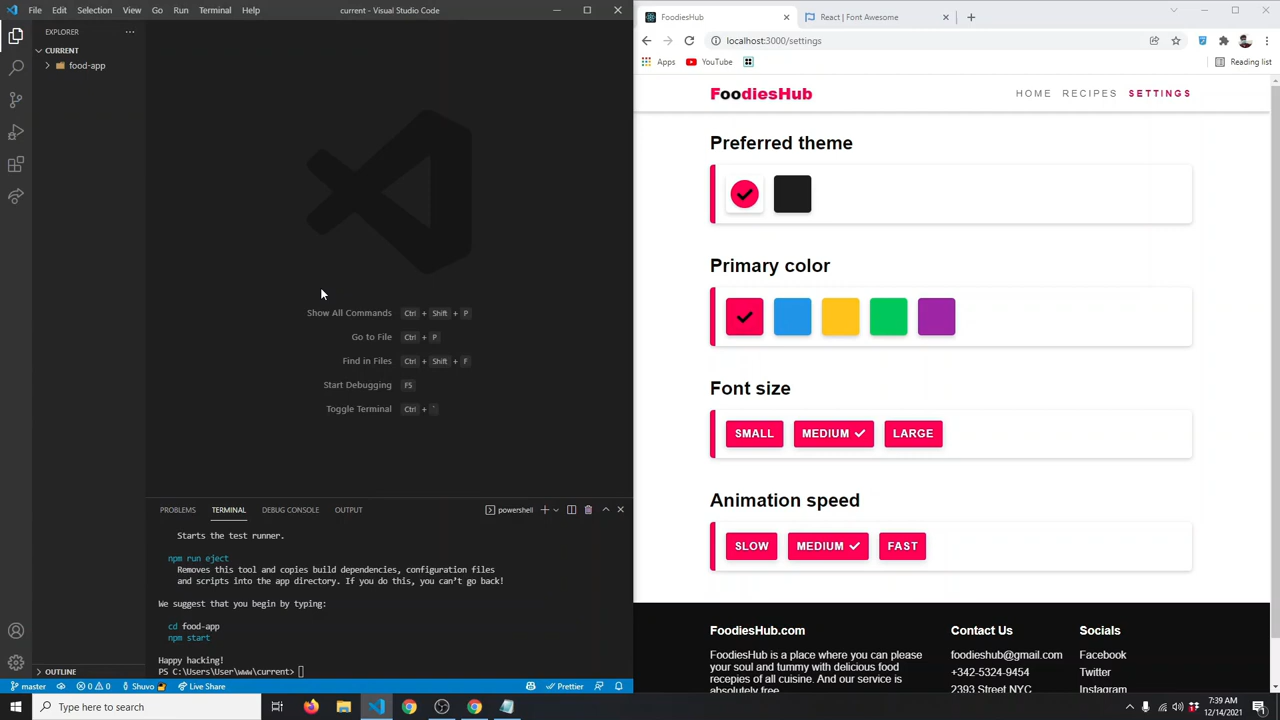 File Edit Selection View Go Run Terminal Help
current - Visual Studio Code
EXPLORER
CURRENT
food-app
Show All Commands Ctrl + Shift + P
Go to File Ctrl + P
Find in Files Ctrl + Shift + F
Start Debugging F5
Toggle Terminal Ctrl + `
PROBLEMS TERMINAL DEBUG CONSOLE OUTPUT
powershell
Starts the test runner.
npm run eject
Removes this tool and copies build dependencies, configuration files
and scripts into the app directory. If you do this, you can't go back!
We suggest that you begin by typing:
cd food-app
npm start
Happy hacking!
PS C:\Users\User\www\current>
OUTLINE
master 0 0 Shuvo Live Share Prettier
FoodiesHub
React | Font Awesome
localhost:3000/settings
Apps YouTube Reading list
FoodiesHub
HOME RECIPES SETTINGS
Preferred theme
Primary color
Font size
SMALL MEDIUM LARGE
Animation speed
SLOW MEDIUM FAST
FoodiesHub.com
FoodiesHub is a place where you can please
your soul and tummy with delicious food
recepies of all cuisine. And our service is
absolutely free.
Contact Us
foodieshub@gmail.com
+342-5324-9454
2393 Street NYC
Socials
Facebook
Twitter
Instagram
Type here to search
7:39 AM
12/14/2021
1